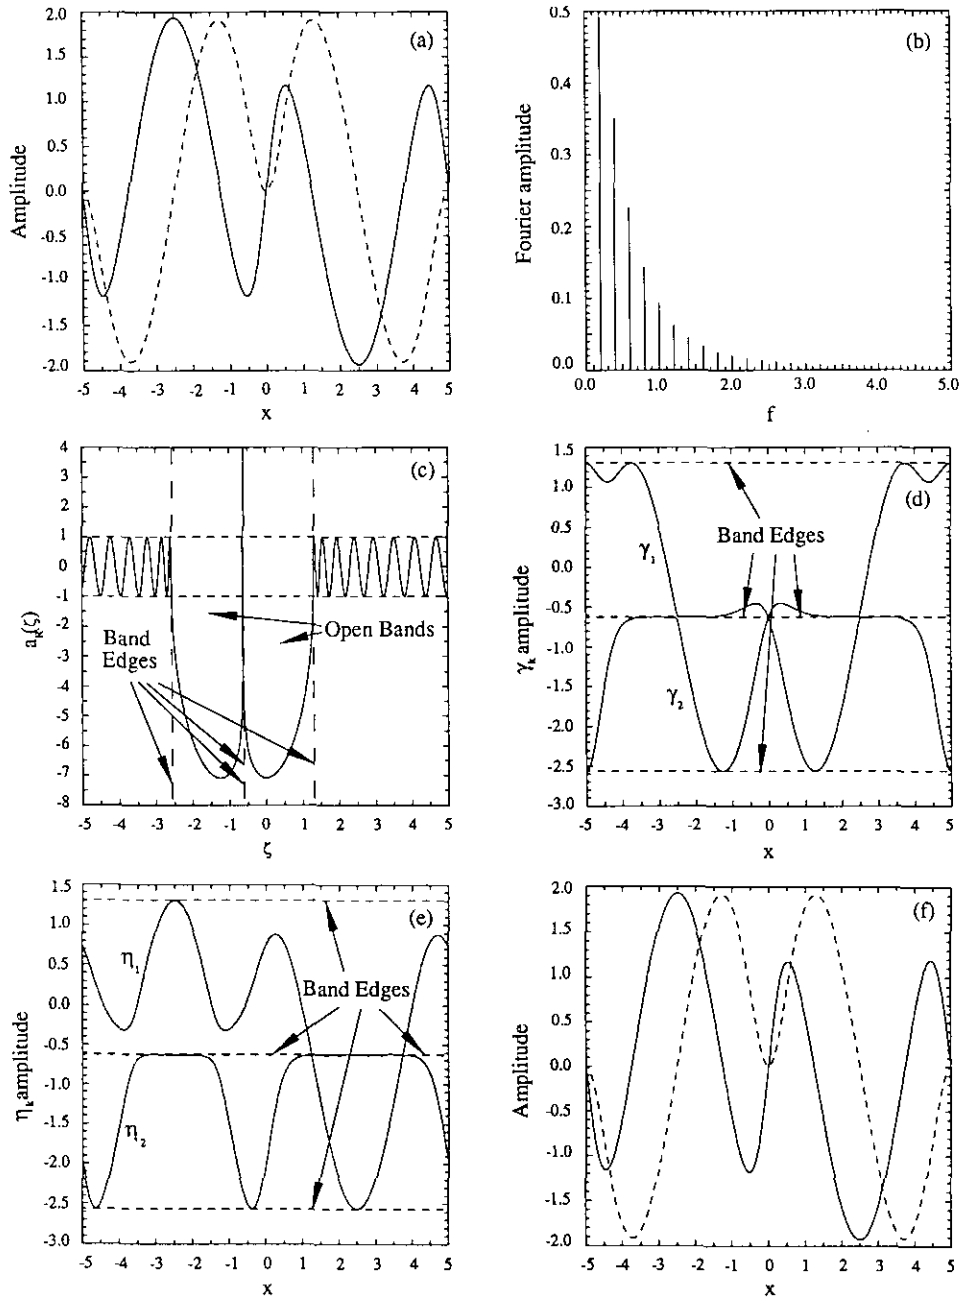 (a)
2.0
1.5
1.0
0.5
0.0
-0.5
-1.0
-1.5
-2.0
Amplitude
-5 -4 -3 -2 -1 0 1 2 3 4 5
x
(b)
0.5
0.4
0.3
0.2
0.1
0.0
Fourier amplitude
0.0 1.0 2.0 3.0 4.0 5.0
f
(c)
4
3
2
1
0
-1
-2
-3
-4
-5
-6
-7
-8
a_R(ζ)
Open Bands
Band
Edges
-5 -4 -3 -2 -1 0 1 2 3 4 5
ζ
(d)
1.5
1.0
0.5
0.0
-0.5
-1.0
-1.5
-2.0
-2.5
-3.0
γ_k amplitude
Band Edges
γ_1
γ_2
-5 -4 -3 -2 -1 0 1 2 3 4 5
x
(e)
1.5
1.0
0.5
0.0
-0.5
-1.0
-1.5
-2.0
-2.5
-3.0
η_k amplitude
η_1
Band Edges
η_2
-5 -4 -3 -2 -1 0 1 2 3 4 5
x
(f)
2.0
1.5
1.0
0.5
0.0
-0.5
-1.0
-1.5
-2.0
Amplitude
-5 -4 -3 -2 -1 0 1 2 3 4 5
x